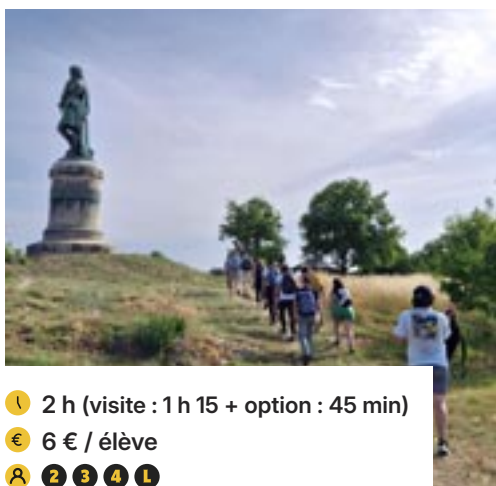 2 h (visite : 1 h 15 + option : 45 min)
€ 6 € / élève
2 3 4 L